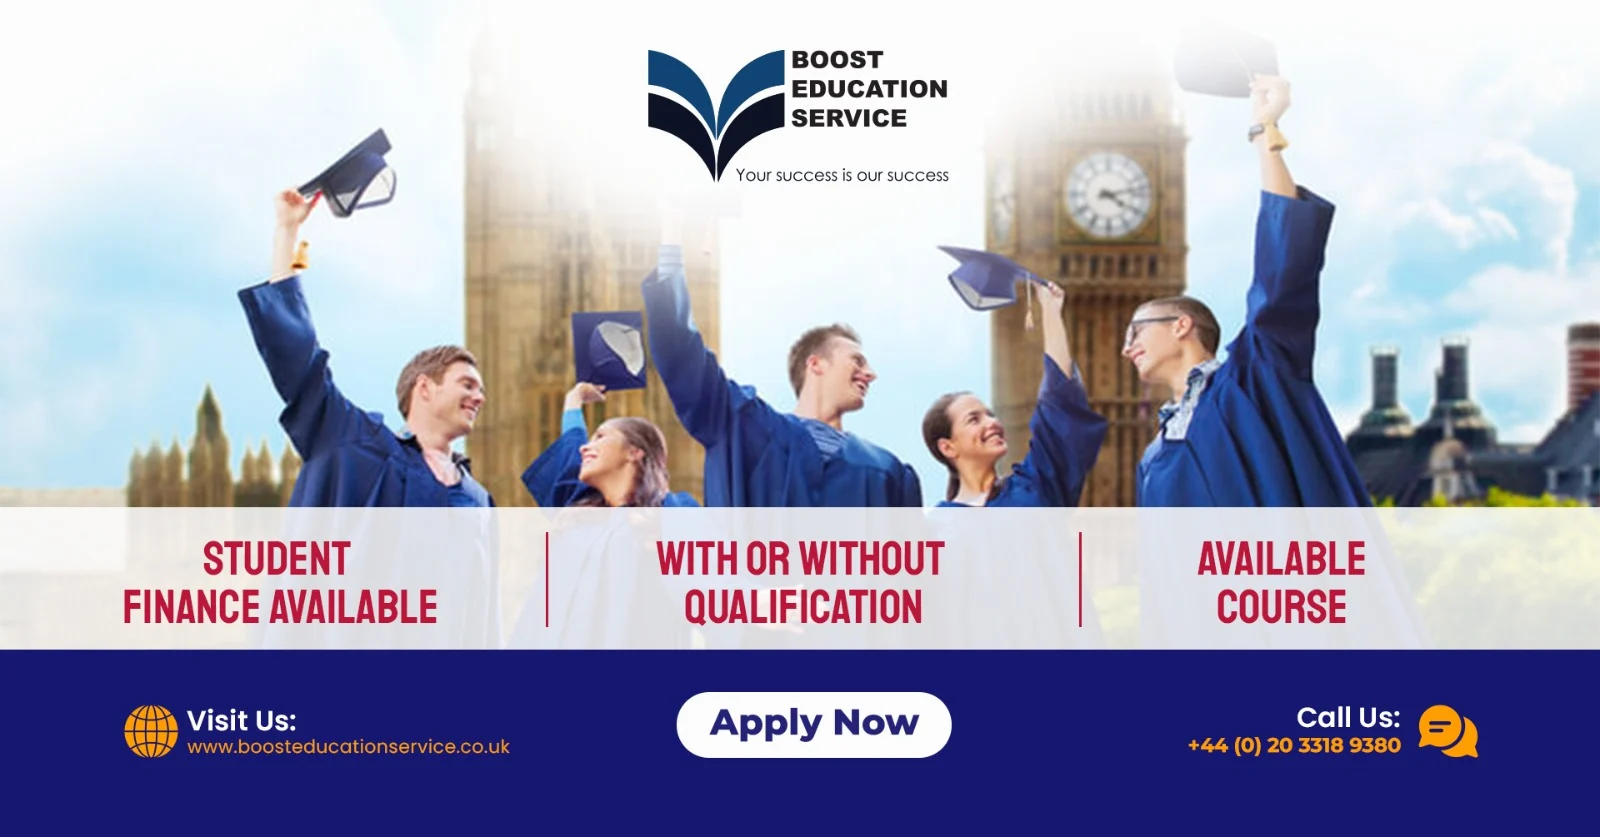 BOOST
EDUCATION
SERVICE
Your success is our success
STUDENT
FINANCE AVAILABLE
WITH OR WITHOUT
QUALIFICATION
AVAILABLE
COURSE
Visit Us:
www.boosteducationservice.co.uk
Apply Now
Call Us:
+44 (0) 20 3318 9380